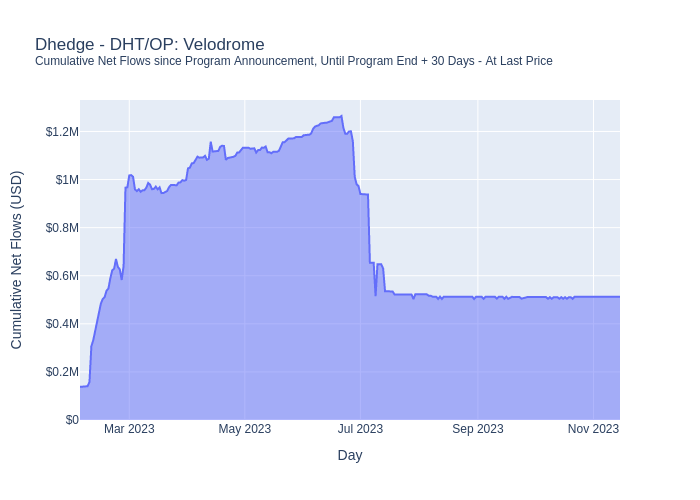 Dhedge - DHT/OP: Velodrome
Cumulative Net Flows since Program Announcement, Until Program End + 30 Days - At Last Price
Cumulative Net Flows (USD)
$1.2M
$1M
$0.8M
$0.6M
$0.4M
$0.2M
$0
Mar 2023 May 2023 Jul 2023 Sep 2023 Nov 2023
Day